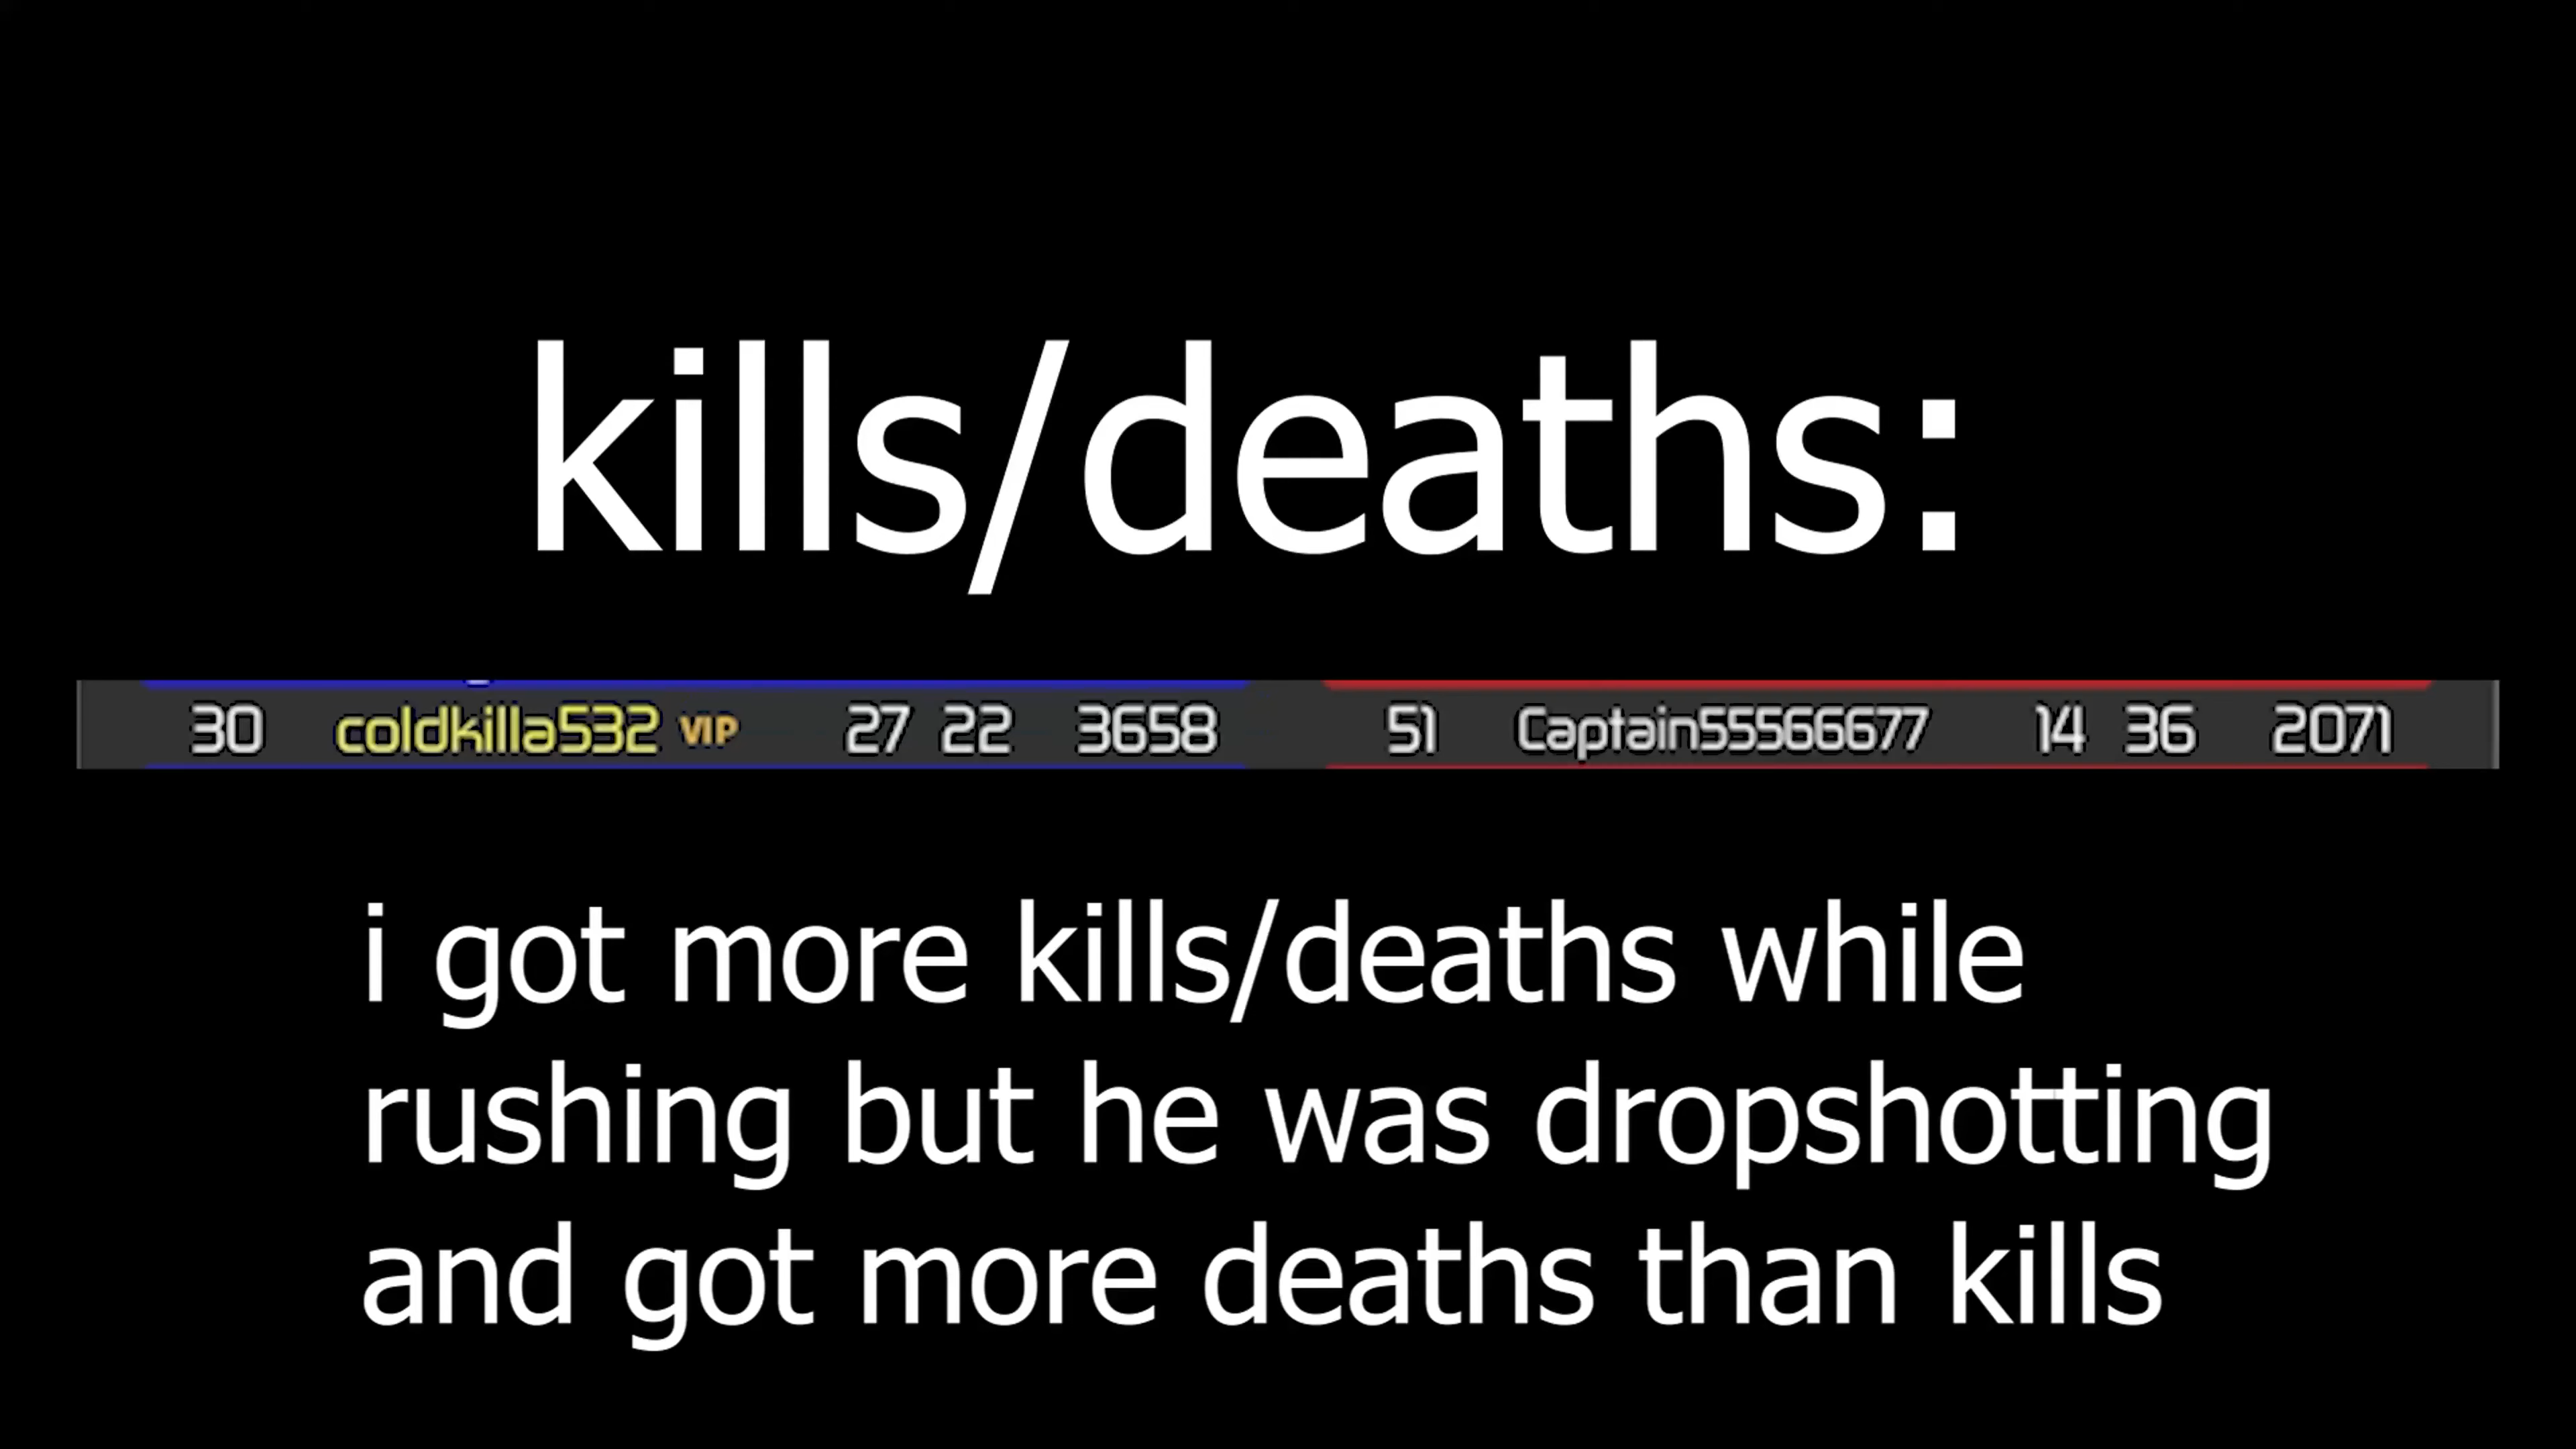 kills/deaths:
30 coldkilla532 VIP 27 22 3658 51 Captain55566677 14 36 2071
i got more kills/deaths while
rushing but he was dropshotting
and got more deaths than kills